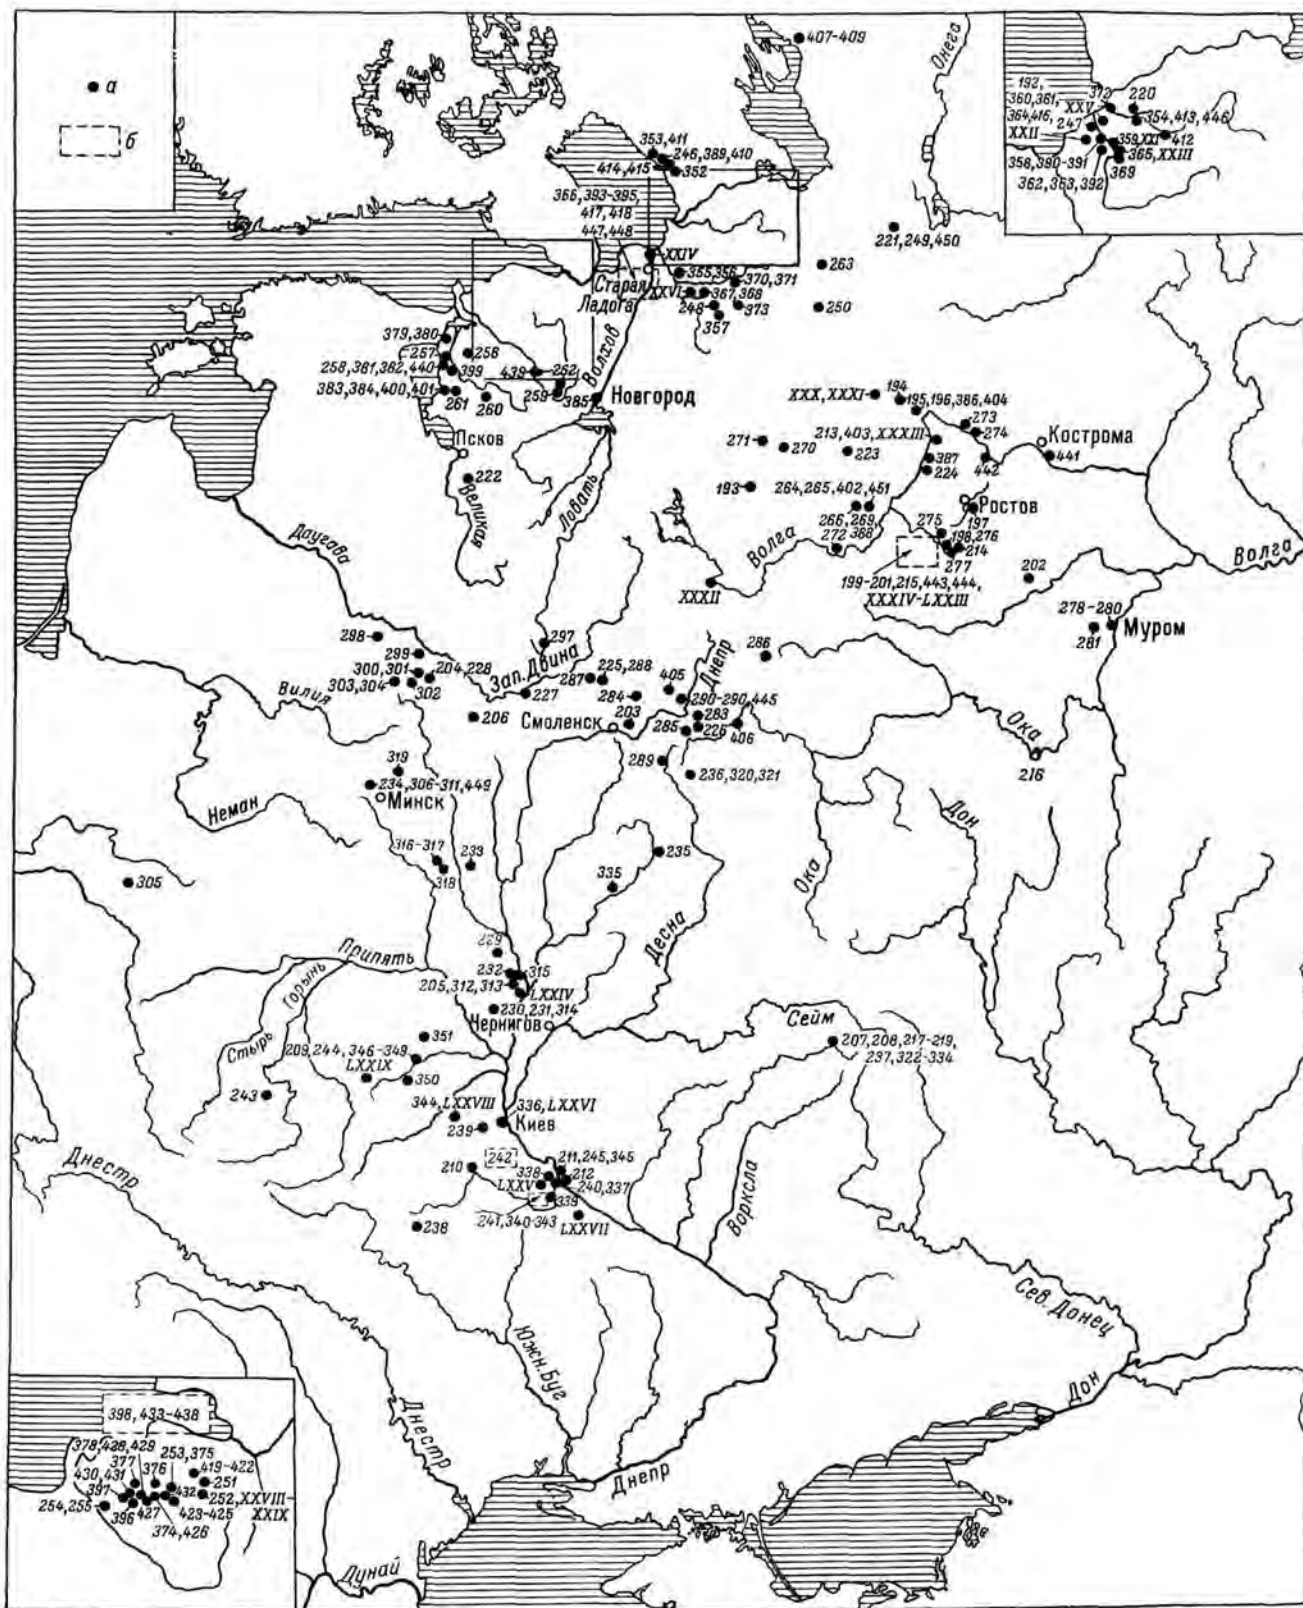 а
б
407-409
Онега
192,
360,361,
364,416,
XXII
XXV
372
220
247
354,413,446
359,XXI
412
358,390-391
365,XXIII
369
362,363,392
353,411
246,389,410
414,415
352
366,393-395,
417,418
447,448
XXIV
221,249,450
263
Старая
Ладога
355,356
370,371
XXVI
367,368
248
373
357
250
Волхов
379,380
257
258
258,381,382,440
399
439
262
383,384,400,401
261
260
259
385
Новгород
XXX,XXXI
194
195,196,386,404
273
274
Кострома
441
213,403,XXXIII
271
270
223
387
224
442
Псков
222
Великая
Ловать
193
264,265,402,451
266,269,
368
272
Волга
Ростов
197
275
198,276
214
277
Волга
199-201,215,443,444,
XXXIV-LXXIII
202
XXXII
278-280
281
Муром
Даугава
298
299
300,301
204,228
303,304
302
Вилия
297
Зап. Двина
287
225,288
227
284
405
Днепр
286
290-290,445
283
226
285
406
206
Смоленск
203
289
236,320,321
Ока
216
319
234,306-311,449
Минск
Неман
Дон
316-317
318
233
235
335
Ока
305
Десна
Припять
229
232
315
205,312,313
LXXIV
230,231,314
Чернигов
Горынь
Стырь
Сейм
207,208,217-219,
237,322-334
351
209,244,346-349
LXXIX
350
243
344,LXXVIII
336,LXXVI
Киев
239
210
242
211,245,345
338
212
LXXV
240,337
339
241,340-343
LXXVII
238
Днестр
Ворксла
Сев. Донец
Южн. Буг
Дон
Днестр
Днепр
Дунай
398,433-438
378,428,429
253,375
377
376
419-422
430,431
251
397
432
252,XXVIII-
XXIX
254,255
396
427
423-425
374,426